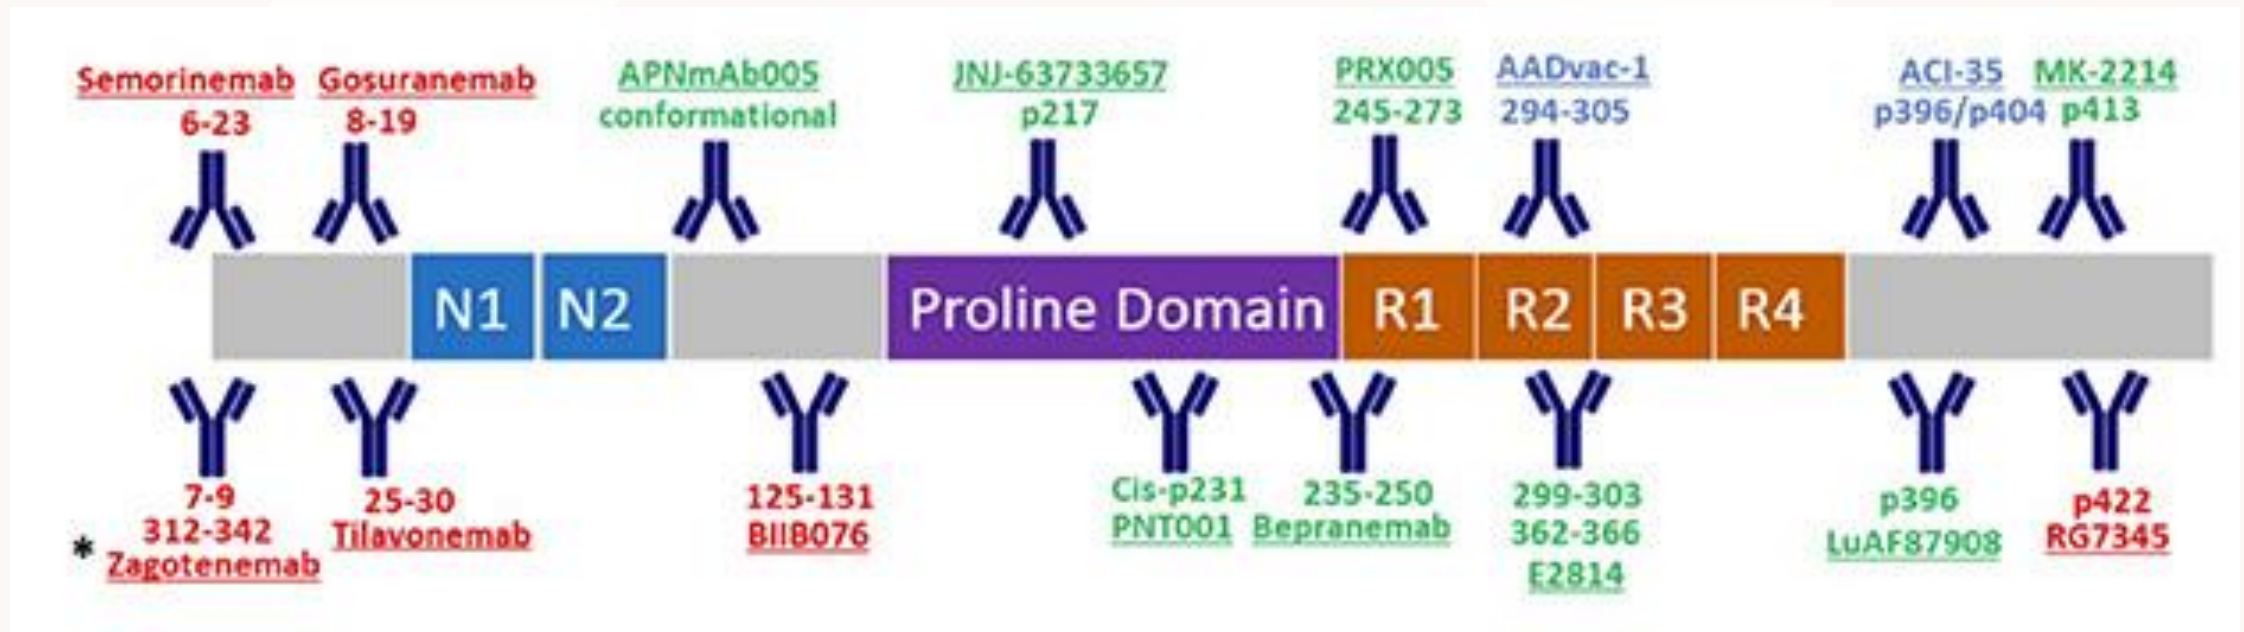 Semorinemab
6-23
Gosuranemab
8-19
APNmAb005
conformational
JNJ-63733657
p217
PRX005
245-273
AADvac-1
294-305
ACI-35
p396/p404
MK-2214
p413
N1
N2
Proline Domain
R1
R2
R3
R4
7-9
312-342
* Zagotenemab
25-30
Tilavonemab
125-131
BIIB076
Cis-p231
PNT001
235-250
Bepranemab
299-303
362-366
E2814
p396
LuAF87908
p422
RG7345